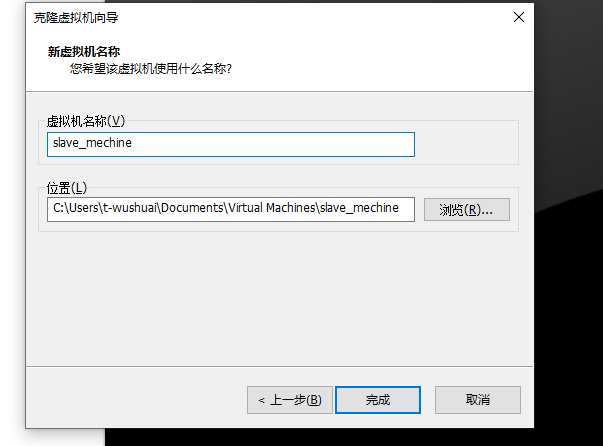 克隆虚拟机向导
新虚拟机名称
您希望该虚拟机使用什么名称?
虚拟机名称(V)
slave_mechine
位置(L)
C:\Users\t-wushuai\Documents\Virtual Machines\slave_mechine
浏览(R)...
< 上一步(B)
完成
取消